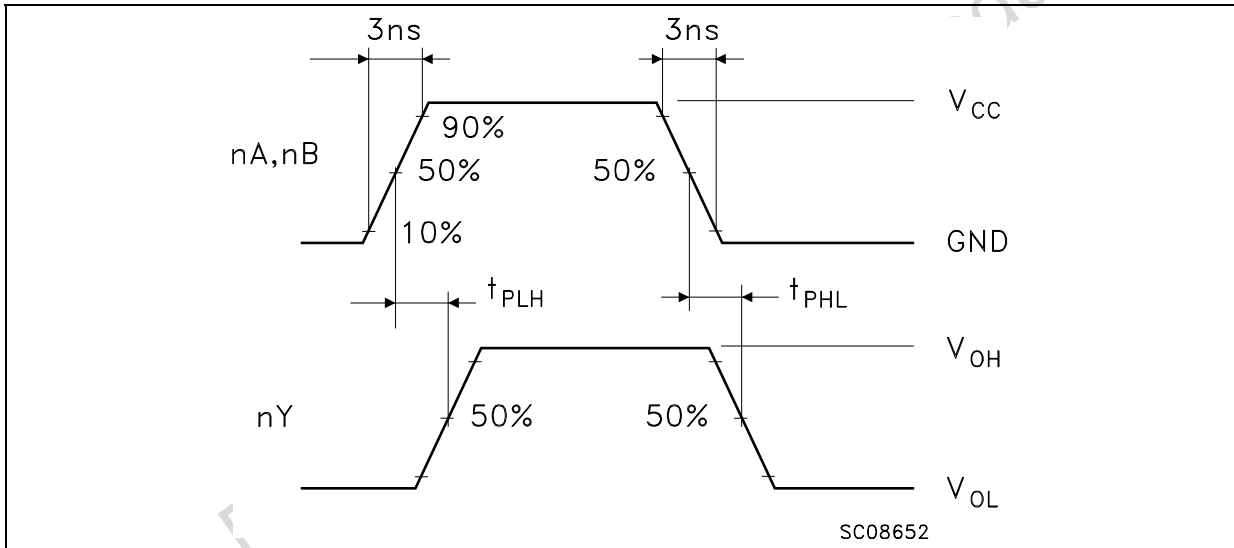 3ns 3ns
V_CC
90%
nA,nB
50% 50%
10%
GND
t_PLH t_PHL
V_OH
nY
50% 50%
V_OL
SC08652